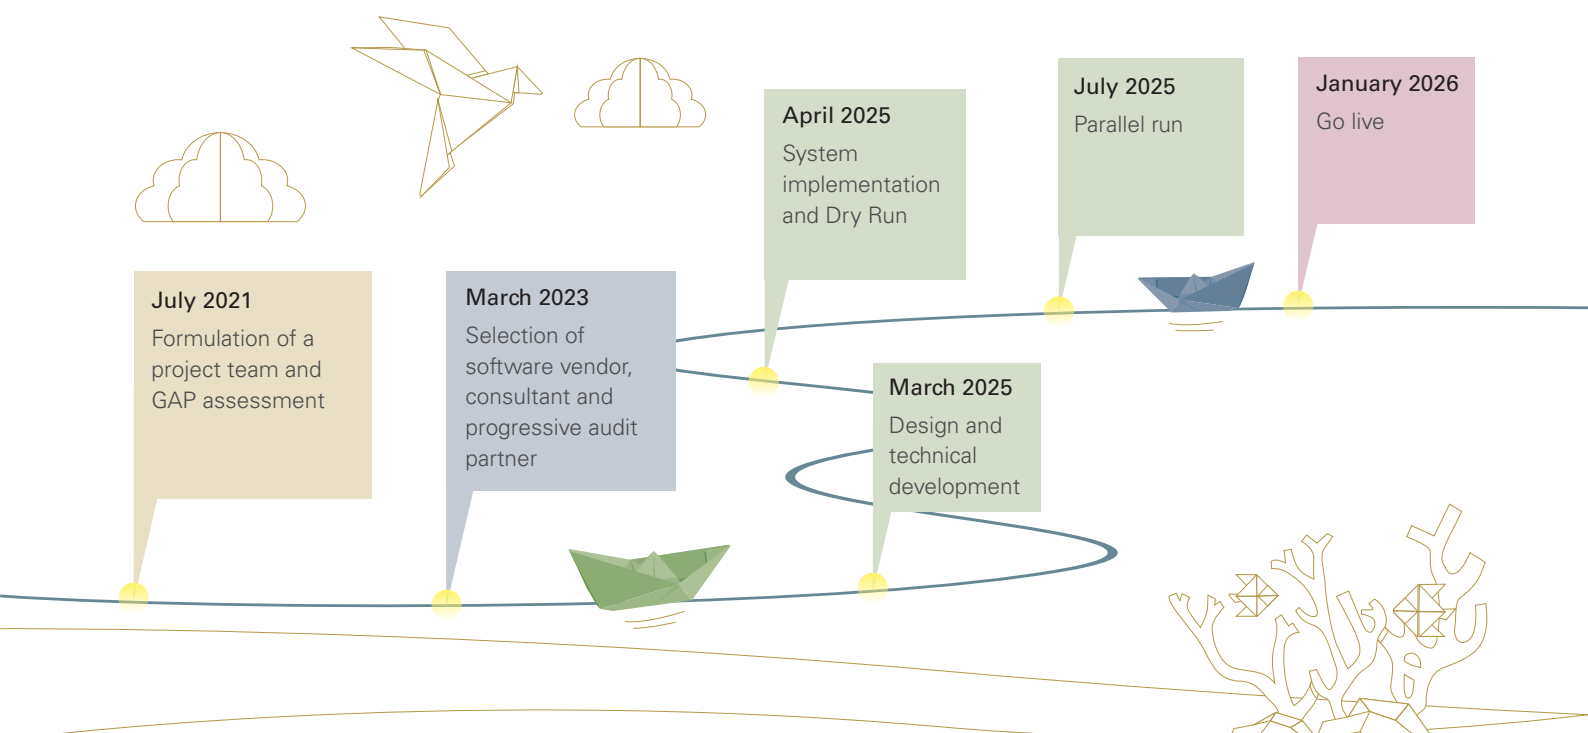 July 2021
Formulation of a
project team and
GAP assessment
March 2023
Selection of
software vendor,
consultant and
progressive audit
partner
March 2025
Design and
technical
development
April 2025
System
implementation
and Dry Run
July 2025
Parallel run
January 2026
Go live